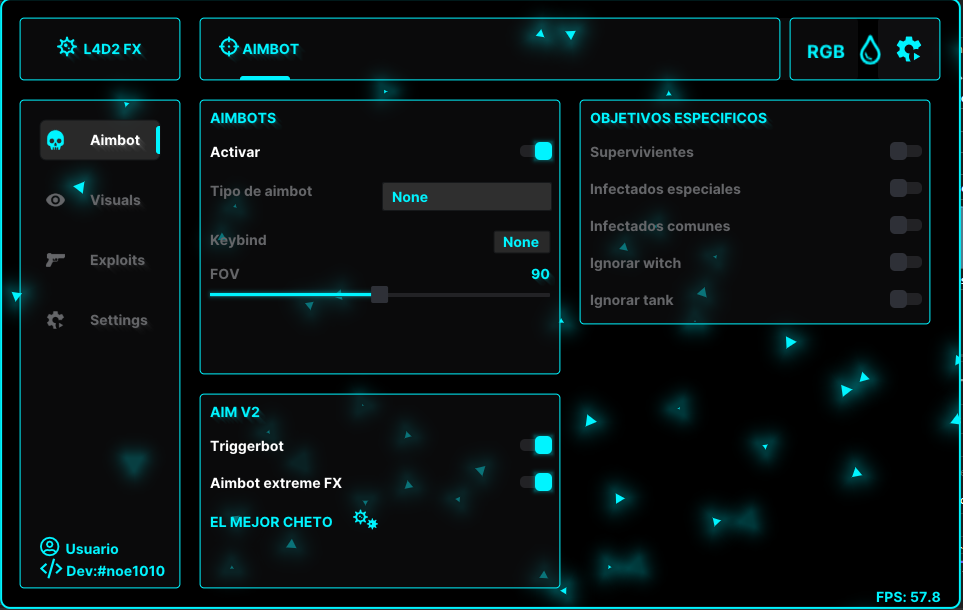 L4D2 FX
AIMBOT
RGB
Aimbot
Visuals
Exploits
Settings
Usuario
Dev:#noe1010
AIMBOTS
Activar
Tipo de aimbot
None
Keybind
None
FOV
90
OBJETIVOS ESPECIFICOS
Supervivientes
Infectados especiales
Infectados comunes
Ignorar witch
Ignorar tank
AIM V2
Triggerbot
Aimbot extreme FX
EL MEJOR CHETO
FPS: 57.8